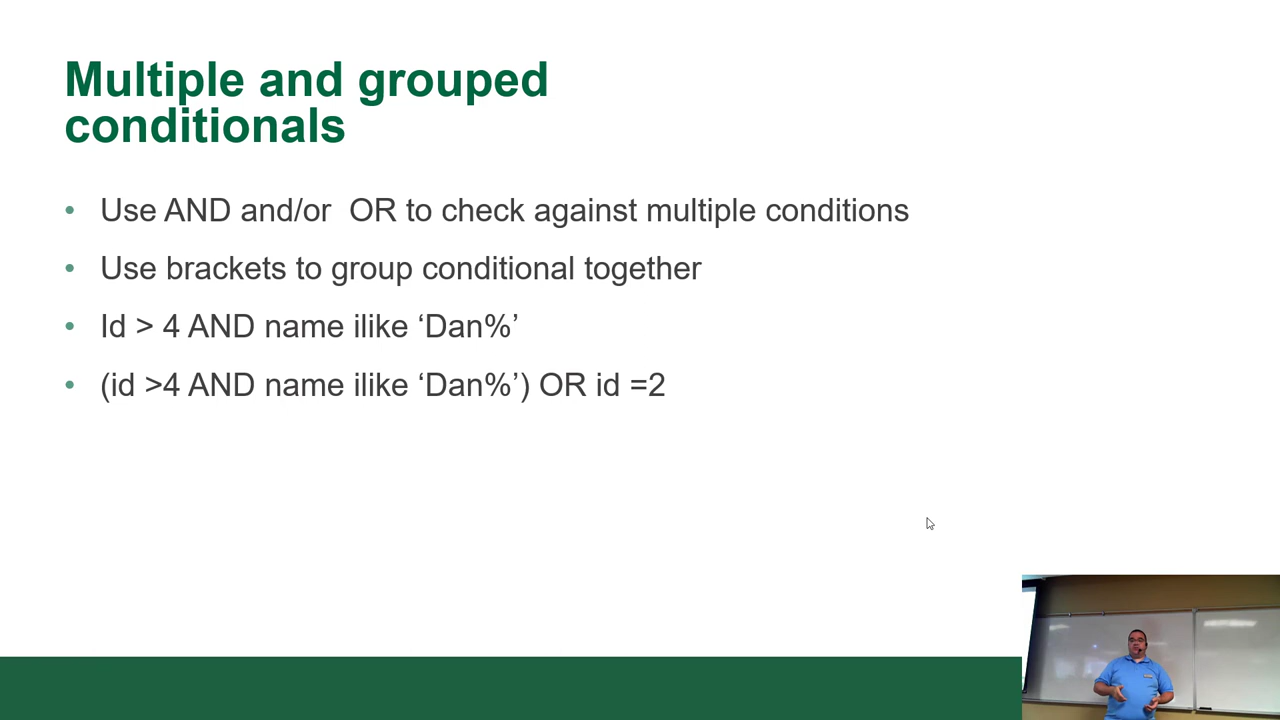 Multiple and grouped
conditionals
• Use AND and/or  OR to check against multiple conditions
• Use brackets to group conditional together
• Id > 4 AND name ilike ‘Dan%’
• (id >4 AND name ilike ‘Dan%’) OR id =2